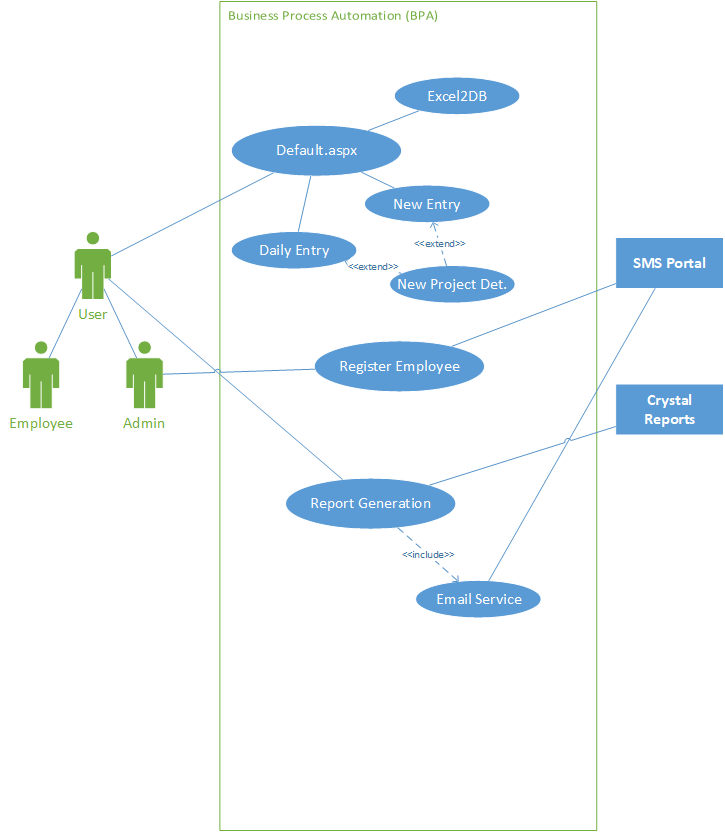 Business Process Automation (BPA)
Excel2DB
Default.aspx
New Entry
Daily Entry
<<extend>>
<<extend>>
New Project Det.
SMS Portal
User
Register Employee
Employee
Admin
Crystal
Reports
Report Generation
<<include>>
Email Service